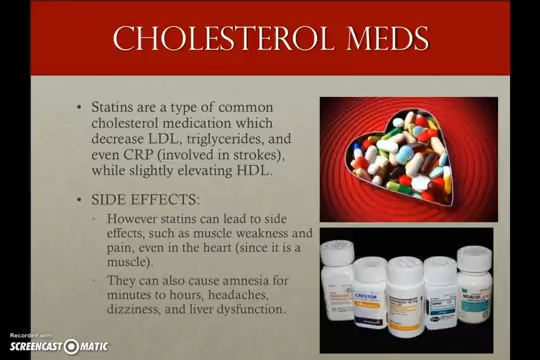 CHOLESTEROL MEDS
• Statins are a type of common
cholesterol medication which
decrease LDL, triglycerides, and
even CRP (involved in strokes),
while slightly elevating HDL.
• SIDE EFFECTS:
• However statins can lead to side
effects, such as muscle weakness and
pain, even in the heart (since it is a
muscle).
• They can also cause amnesia for
minutes to hours, headaches,
dizziness, and liver dysfunction.
CRESTOR
Recorded with
SCREENCAST-O-MATIC